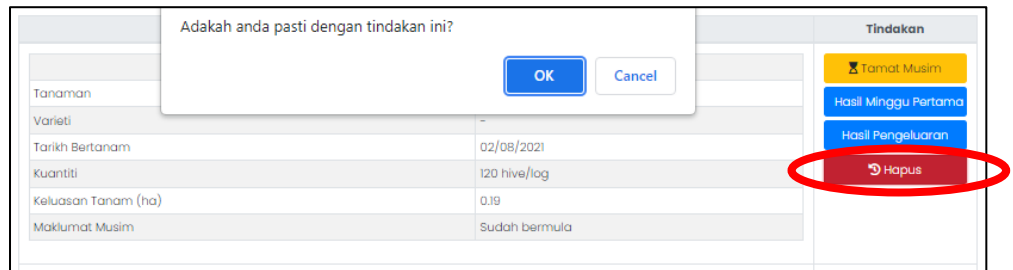 Adakah anda pasti dengan tindakan ini?
OK Cancel
Tindakan
Tamat Musim
Hasil Minggu Pertama
Hasil Pengeluaran
Hapus
Tanaman
Varieti -
Tarikh Bertanam 02/08/2021
Kuantiti 120 hive/log
Keluasan Tanam (ha) 0.19
Maklumat Musim Sudah bermula